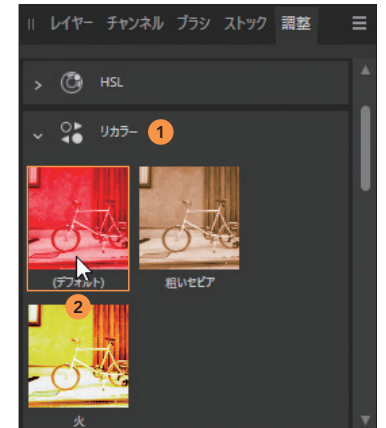 レイヤー チャンネル ブラシ ストック 調整
HSL
リカラー 1
(デフォルト) 粗いセピア
2
火